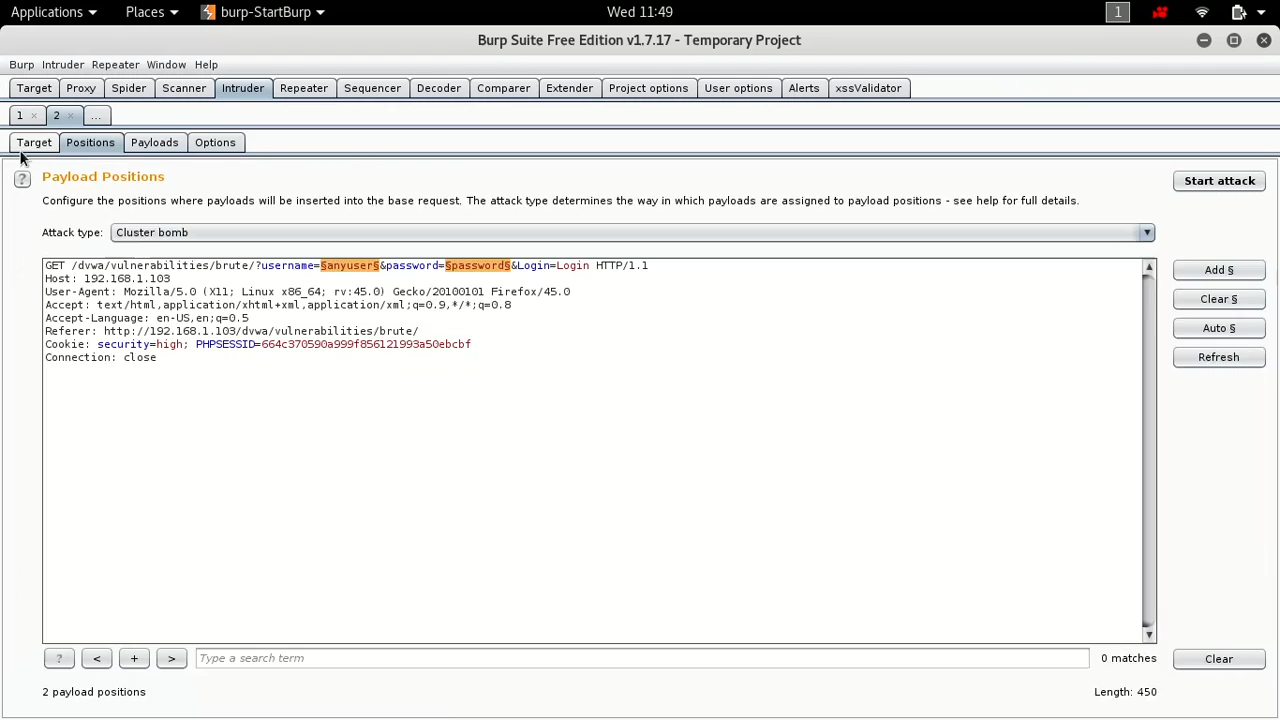 Applications Places burp-StartBurp Wed 11:49 1
Burp Suite Free Edition v1.7.17 - Temporary Project
Burp Intruder Repeater Window Help
Target Proxy Spider Scanner Intruder Repeater Sequencer Decoder Comparer Extender Project options User options Alerts xssValidator
1 × 2 × ...
Target Positions Payloads Options
? Payload Positions Start attack
Configure the positions where payloads will be inserted into the base request. The attack type determines the way in which payloads are assigned to payload positions - see help for full details.
Attack type: Cluster bomb
GET /dvwa/vulnerabilities/brute/?username=§anyuser§&password=§password§&Login=Login HTTP/1.1
Host: 192.168.1.103
User-Agent: Mozilla/5.0 (X11; Linux x86_64; rv:45.0) Gecko/20100101 Firefox/45.0
Accept: text/html,application/xhtml+xml,application/xml;q=0.9,*/*;q=0.8
Accept-Language: en-US,en;q=0.5
Referer: http://192.168.1.103/dvwa/vulnerabilities/brute/
Cookie: security=high; PHPSESSID=664c370590a999f856121993a50ebcbf
Connection: close
Add §
Clear §
Auto §
Refresh
? < + > Type a search term 0 matches Clear
2 payload positions Length: 450